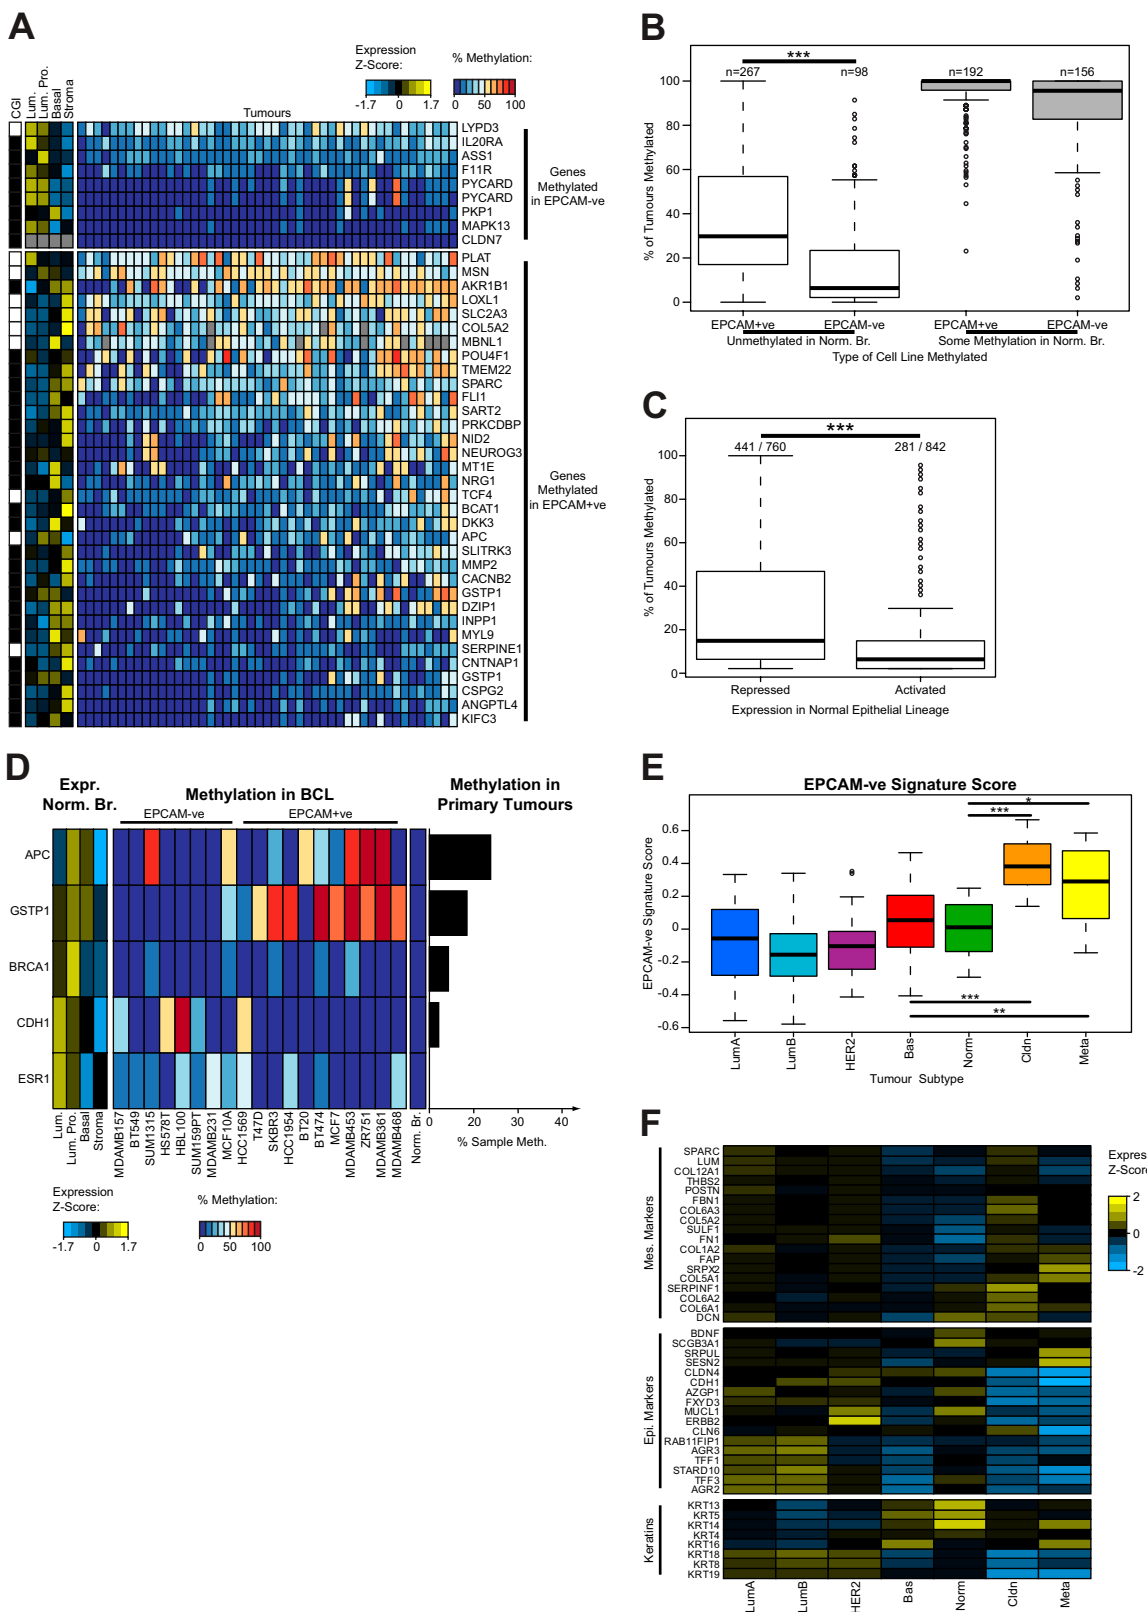 A
Expression
Z-Score:
-1.7 0 1.7
% Methylation:
0 50 100
CGI
Lum.
Lum. Pro.
Basal
Stroma
Tumours
LYPD3
IL20RA
ASS1
F11R
PYCARD
PYCARD
PKP1
MAPK13
CLDN7
Genes
Methylated
in EPCAM-ve
PLAT
MSN
AKR1B1
LOXL1
SLC2A3
COL5A2
MBNL1
POU4F1
TMEM22
SPARC
FLI1
SART2
PRKCDBP
NID2
NEUROG3
MT1E
NRG1
TCF4
BCAT1
DKK3
APC
SLITRK3
MMP2
CACNB2
GSTP1
DZIP1
INPP1
MYL9
SERPINE1
CNTNAP1
GSTP1
CSPG2
ANGPTL4
KIFC3
Genes
Methylated
in EPCAM+ve
B
***
n=267 n=98 n=192 n=156
% of Tumours Methylated
100
80
60
40
20
0
EPCAM+ve EPCAM-ve EPCAM+ve EPCAM-ve
Unmethylated in Norm. Br. Some Methylation in Norm. Br.
Type of Cell Line Methylated
C
***
441 / 760 281 / 842
% of Tumours Methylated
100
80
60
40
20
0
Repressed Activated
Expression in Normal Epithelial Lineage
D
Expr.
Norm. Br.
Methylation in BCL
EPCAM-ve EPCAM+ve
Methylation in
Primary Tumours
APC
GSTP1
BRCA1
CDH1
ESR1
Lum.
Lum. Pro.
Basal
Stroma
MDAMB157
BT549
SUM1315
HS578T
HBL100
SUM159PT
MDAMB231
MCF10A
HCC1569
T47D
SKBR3
HCC1954
BT20
BT474
MCF7
MDAMB453
ZR751
MDAMB361
MDAMB468
Norm. Br.
0 20 40
% Sample Meth.
Expression
Z-Score:
-1.7 0 1.7
% Methylation:
0 50 100
E
EPCAM-ve Signature Score
*
***
***
**
EPCAM-ve Signature Score
0.6
0.4
0.2
0
-0.2
-0.4
-0.6
LumA
LumB
HER2
Bas
Norm
Cldn
Meta
Tumour Subtype
F
Mes. Markers
SPARC
LUM
COL12A1
THBS2
POSTN
FBN1
COL6A3
COL5A2
SULF1
FN1
COL1A2
FAP
SRPX2
COL5A1
SERPINF1
COL6A2
COL6A1
DCN
Epi. Markers
BDNF
SCGB3A1
SRPUL
SESN2
CLDN4
CDH1
AZGP1
FXYD3
MUCL1
ERBB2
CLN6
RAB11FIP1
AGR3
TFF1
STARD10
TFF3
AGR2
Keratins
KRT13
KRT5
KRT14
KRT4
KRT16
KRT18
KRT8
KRT19
LumA
LumB
HER2
Bas
Norm
Cldn
Meta
Expres
Z-Scor
2
0
-2